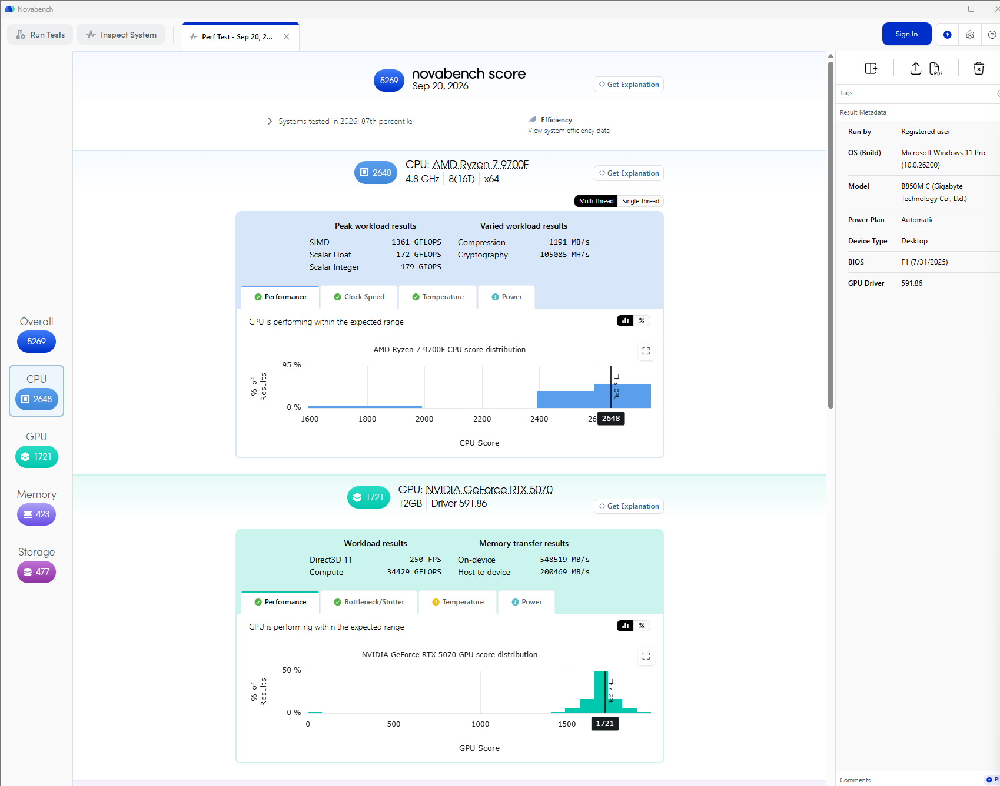 Novabench
Run Tests
Inspect System
Perf Test - Sep 20, 2...
Sign In
5269
novabench score
Sep 20, 2026
Get Explanation
Systems tested in 2026: 87th percentile
Efficiency
View system efficiency data
2648
CPU: AMD Ryzen 7 9700F
4.8 GHz 8(16T) x64
Get Explanation
Multi-thread Single-thread
Peak workload results
SIMD 1361 GFLOPS
Scalar Float 172 GFLOPS
Scalar Integer 179 GIOPS
Varied workload results
Compression 1191 MB/s
Cryptography 105085 MH/s
Performance Clock Speed Temperature Power
CPU is performing within the expected range
%
AMD Ryzen 7 9700F CPU score distribution
95 %
% of
Results
0 %
This CPU
1600 1800 2000 2200 2400 26 2648
CPU Score
1721
GPU: NVIDIA GeForce RTX 5070
12GB Driver 591.86
Get Explanation
Workload results
Direct3D 11 250 FPS
Compute 34429 GFLOPS
Memory transfer results
On-device 548519 MB/s
Host to device 200469 MB/s
Performance Bottleneck/Stutter Temperature Power
GPU is performing within the expected range
%
NVIDIA GeForce RTX 5070 GPU score distribution
50 %
% of
Results
0 %
This GPU
0 500 1000 1500 1721
GPU Score
Overall
5269
CPU
2648
GPU
1721
Memory
423
Storage
477
PDF
Tags
Result Metadata
Run by Registered user
OS (Build) Microsoft Windows 11 Pro
(10.0.26200)
Model B850M C (Gigabyte
Technology Co., Ltd.)
Power Plan Automatic
Device Type Desktop
BIOS F1 (7/31/2025)
GPU Driver 591.86
Comments